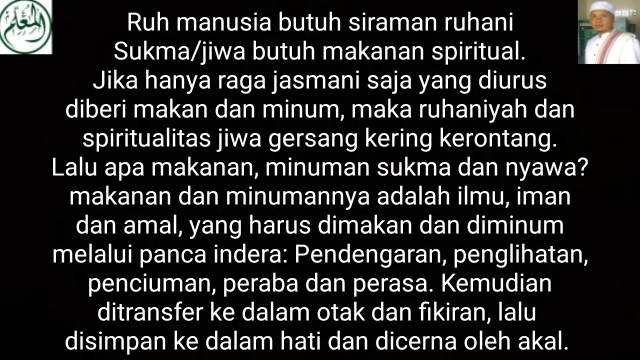 Ruh manusia butuh siraman ruhani
Sukma/jiwa butuh makanan spiritual.
Jika hanya raga jasmani saja yang diurus
diberi makan dan minum, maka ruhaniyah dan
spiritualitas jiwa gersang kering kerontang.
Lalu apa makanan, minuman sukma dan nyawa?
makanan dan minumannya adalah ilmu, iman
dan amal, yang harus dimakan dan diminum
melalui panca indera: Pendengaran, penglihatan,
penciuman, peraba dan perasa. Kemudian
ditransfer ke dalam otak dan fikiran, lalu
disimpan ke dalam hati dan dicerna oleh akal.